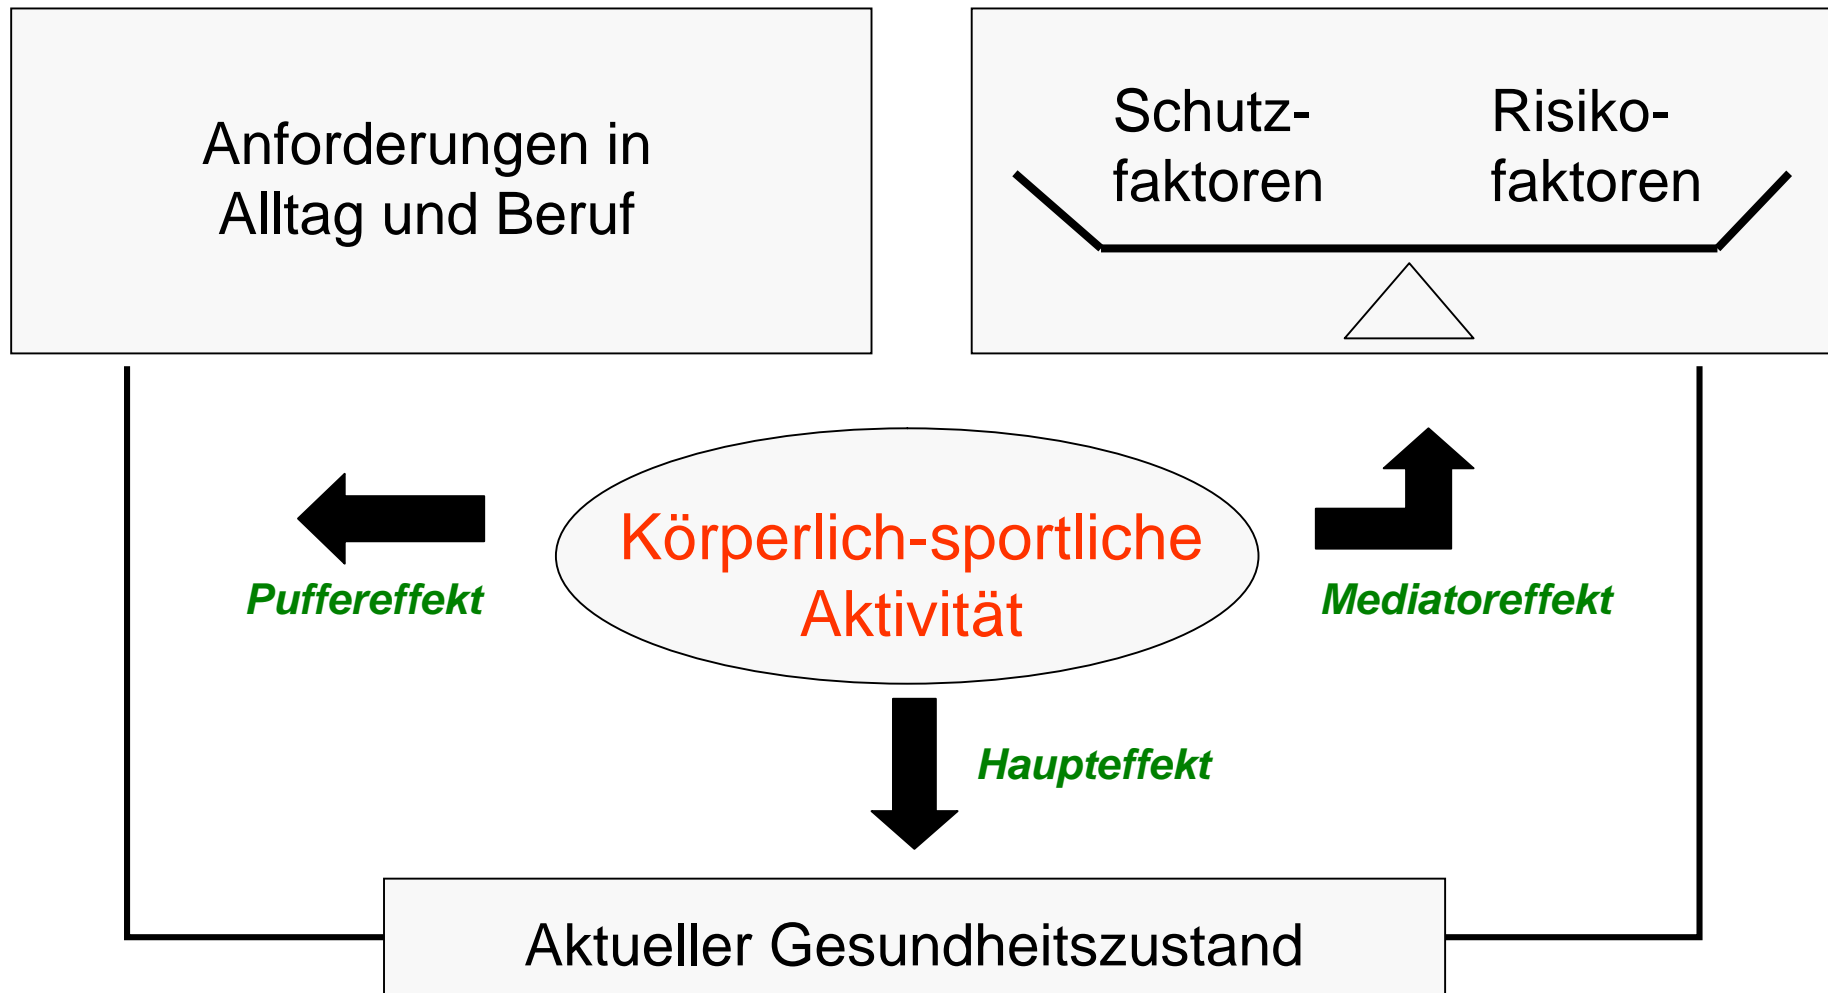 Anforderungen in
Alltag und Beruf
Schutz-
faktoren
Risiko-
faktoren
Körperlich-sportliche
Aktivität
Puffereffekt
Mediatoreffekt
Haupteffekt
Aktueller Gesundheitszustand